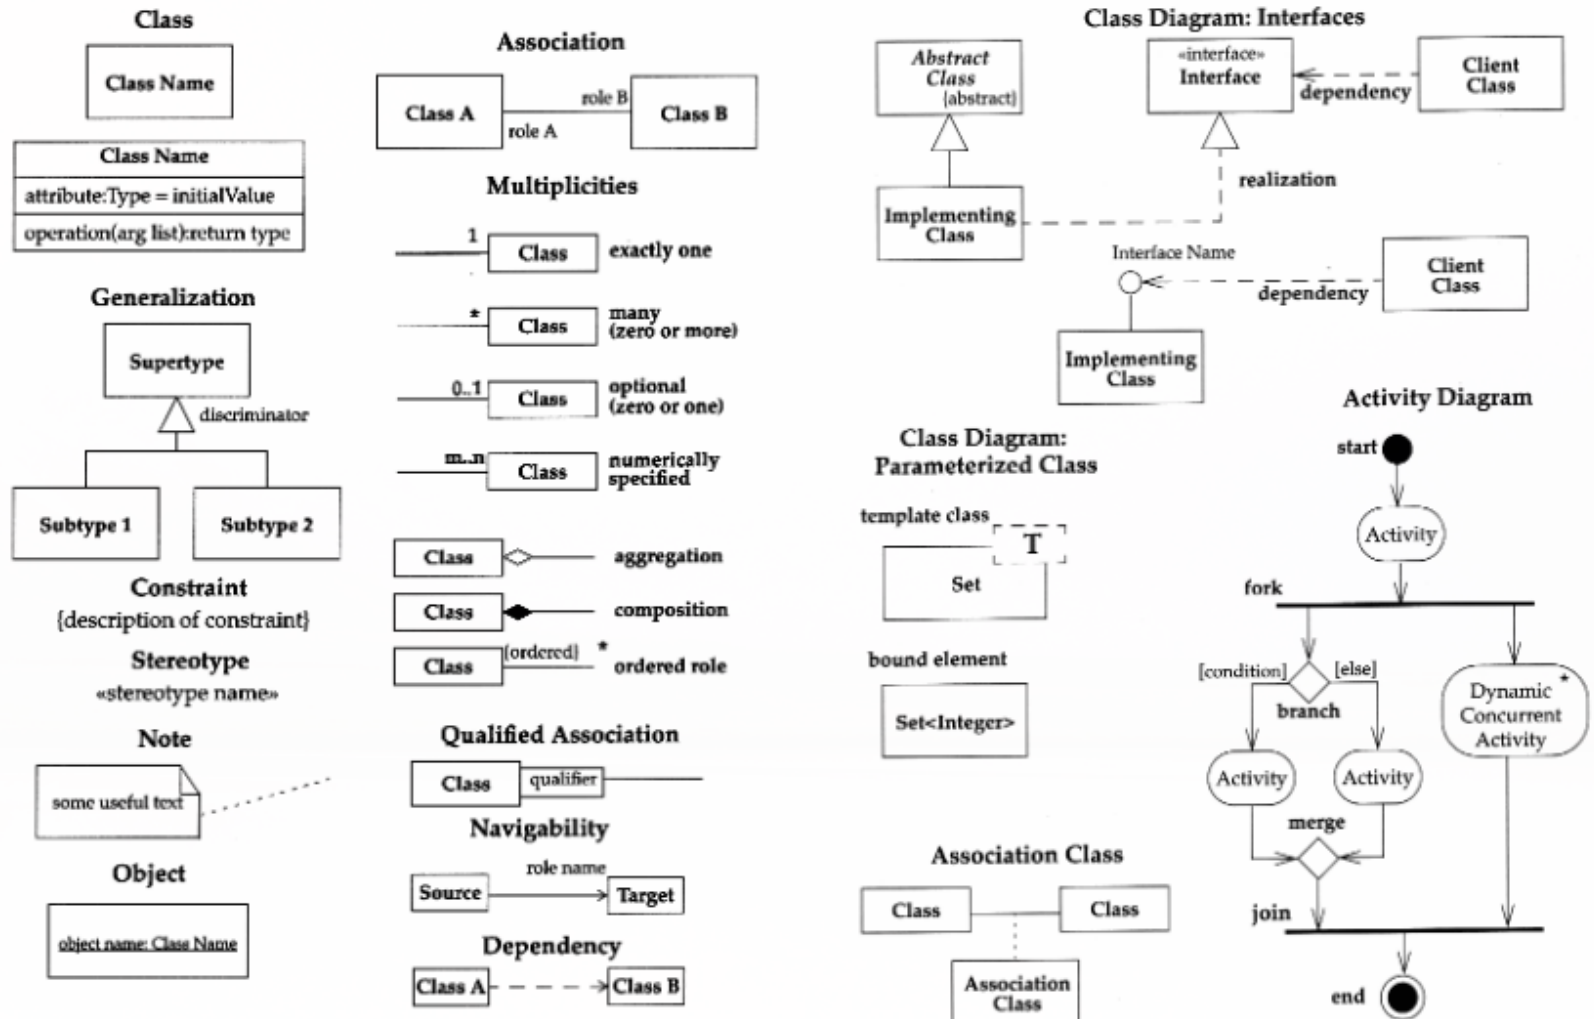 Class
Class Name
Class Name
attribute:Type = initialValue
operation(arg list):return type
Generalization
Supertype
discriminator
Subtype 1
Subtype 2
Constraint
{description of constraint}
Stereotype
«stereotype name»
Note
some useful text
Object
object name: Class Name
Association
Class A
role B
role A
Class B
Multiplicities
1
Class
exactly one
*
Class
many
(zero or more)
0..1
Class
optional
(zero or one)
m..n
Class
numerically
specified
Class
aggregation
Class
composition
Class
{ordered}
*
ordered role
Qualified Association
Class
qualifier
Navigability
Source
role name
Target
Dependency
Class A
Class B
Class Diagram: Interfaces
Abstract
Class
{abstract}
«interface»
Interface
dependency
Client
Class
Implementing
Class
realization
Interface Name
dependency
Client
Class
Implementing
Class
Class Diagram:
Parameterized Class
template class
T
Set
bound element
Set<Integer>
Association Class
Class
Class
Association
Class
Activity Diagram
start
Activity
fork
[condition]
[else]
branch
Dynamic *
Concurrent
Activity
Activity
Activity
merge
join
end